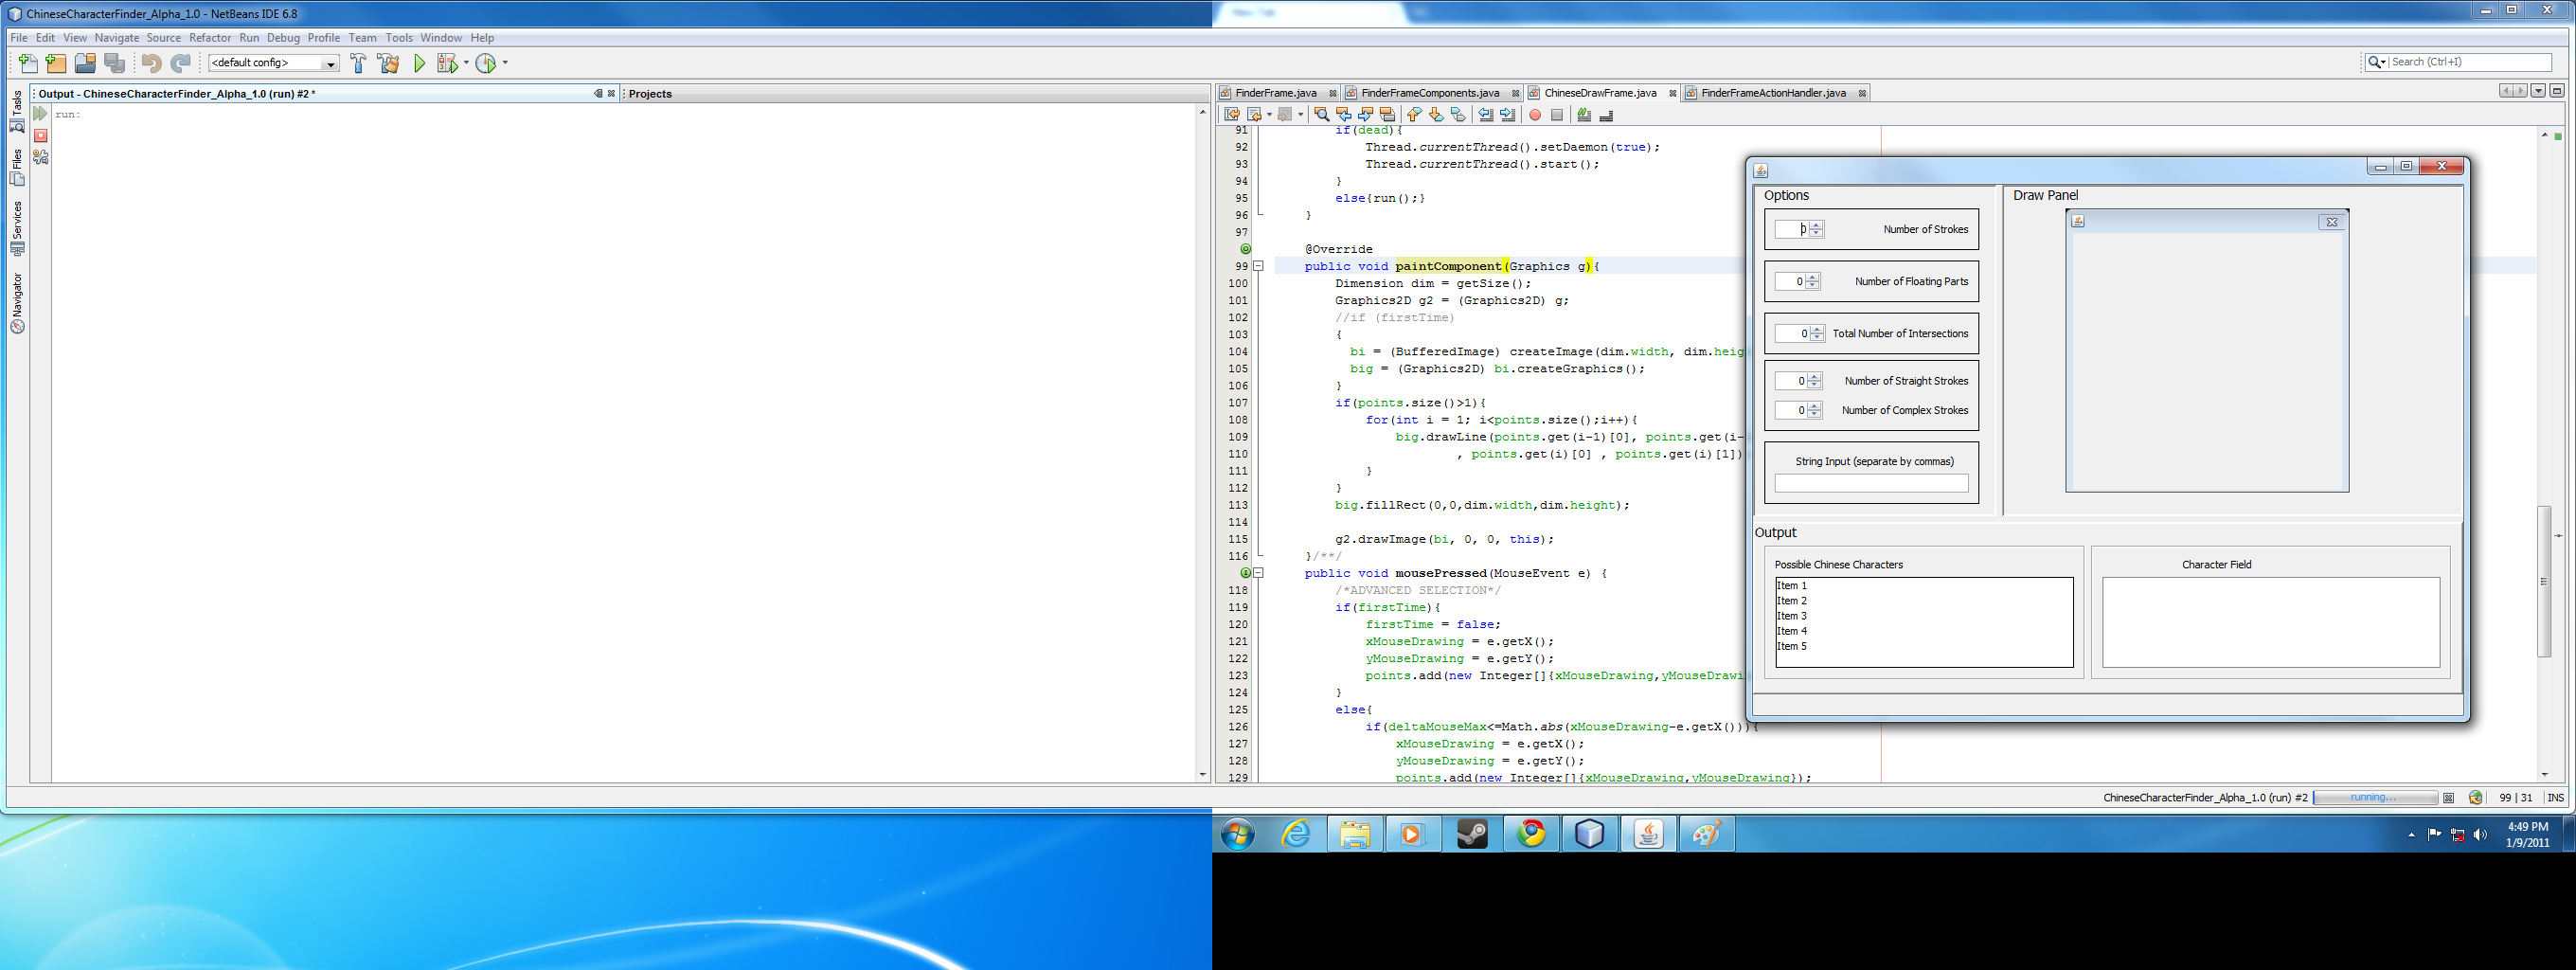 ChineseCharacterFinder_Alpha_1.0 - NetBeans IDE 6.8
File Edit View Navigate Source Refactor Run Debug Profile Team Tools Window Help
<default config>
Search (Ctrl+I)
Output - ChineseCharacterFinder_Alpha_1.0 (run) #2 *
Projects
run:
Tasks
Files
Services
Navigator
FinderFrame.java
FinderFrameComponents.java
ChineseDrawFrame.java
FinderFrameActionHandler.java
91 if(dead){
92 Thread.currentThread().setDaemon(true);
93 Thread.currentThread().start();
94 }
95 else{run();}
96 }
97
@Override
99 public void paintComponent(Graphics g){
100 Dimension dim = getSize();
101 Graphics2D g2 = (Graphics2D) g;
102 //if (firstTime)
103 {
104 bi = (BufferedImage) createImage(dim.width, dim.heig
105 big = (Graphics2D) bi.createGraphics();
106 }
107 if(points.size()>1){
108 for(int i = 1; i<points.size();i++){
109 big.drawLine(points.get(i-1)[0], points.get(i-
110 , points.get(i)[0] , points.get(i)[1])
111 }
112 }
113 big.fillRect(0,0,dim.width,dim.height);
114
115 g2.drawImage(bi, 0, 0, this);
116 }/**/
public void mousePressed(MouseEvent e) {
118 /*ADVANCED SELECTION*/
119 if(firstTime){
120 firstTime = false;
121 xMouseDrawing = e.getX();
122 yMouseDrawing = e.getY();
123 points.add(new Integer[]{xMouseDrawing,yMouseDrawi
124 }
125 else{
126 if(deltaMouseMax<=Math.abs(xMouseDrawing-e.getX())){
127 xMouseDrawing = e.getX();
128 yMouseDrawing = e.getY();
129 points.add(new Integer[]{xMouseDrawing,yMouseDrawing});
Options
0 Number of Strokes
0 Number of Floating Parts
0 Total Number of Intersections
0 Number of Straight Strokes
0 Number of Complex Strokes
String Input (separate by commas)
Draw Panel
Output
Possible Chinese Characters
Item 1
Item 2
Item 3
Item 4
Item 5
Character Field
ChineseCharacterFinder_Alpha_1.0 (run) #2
running...
99 | 31 INS
4:49 PM
1/9/2011